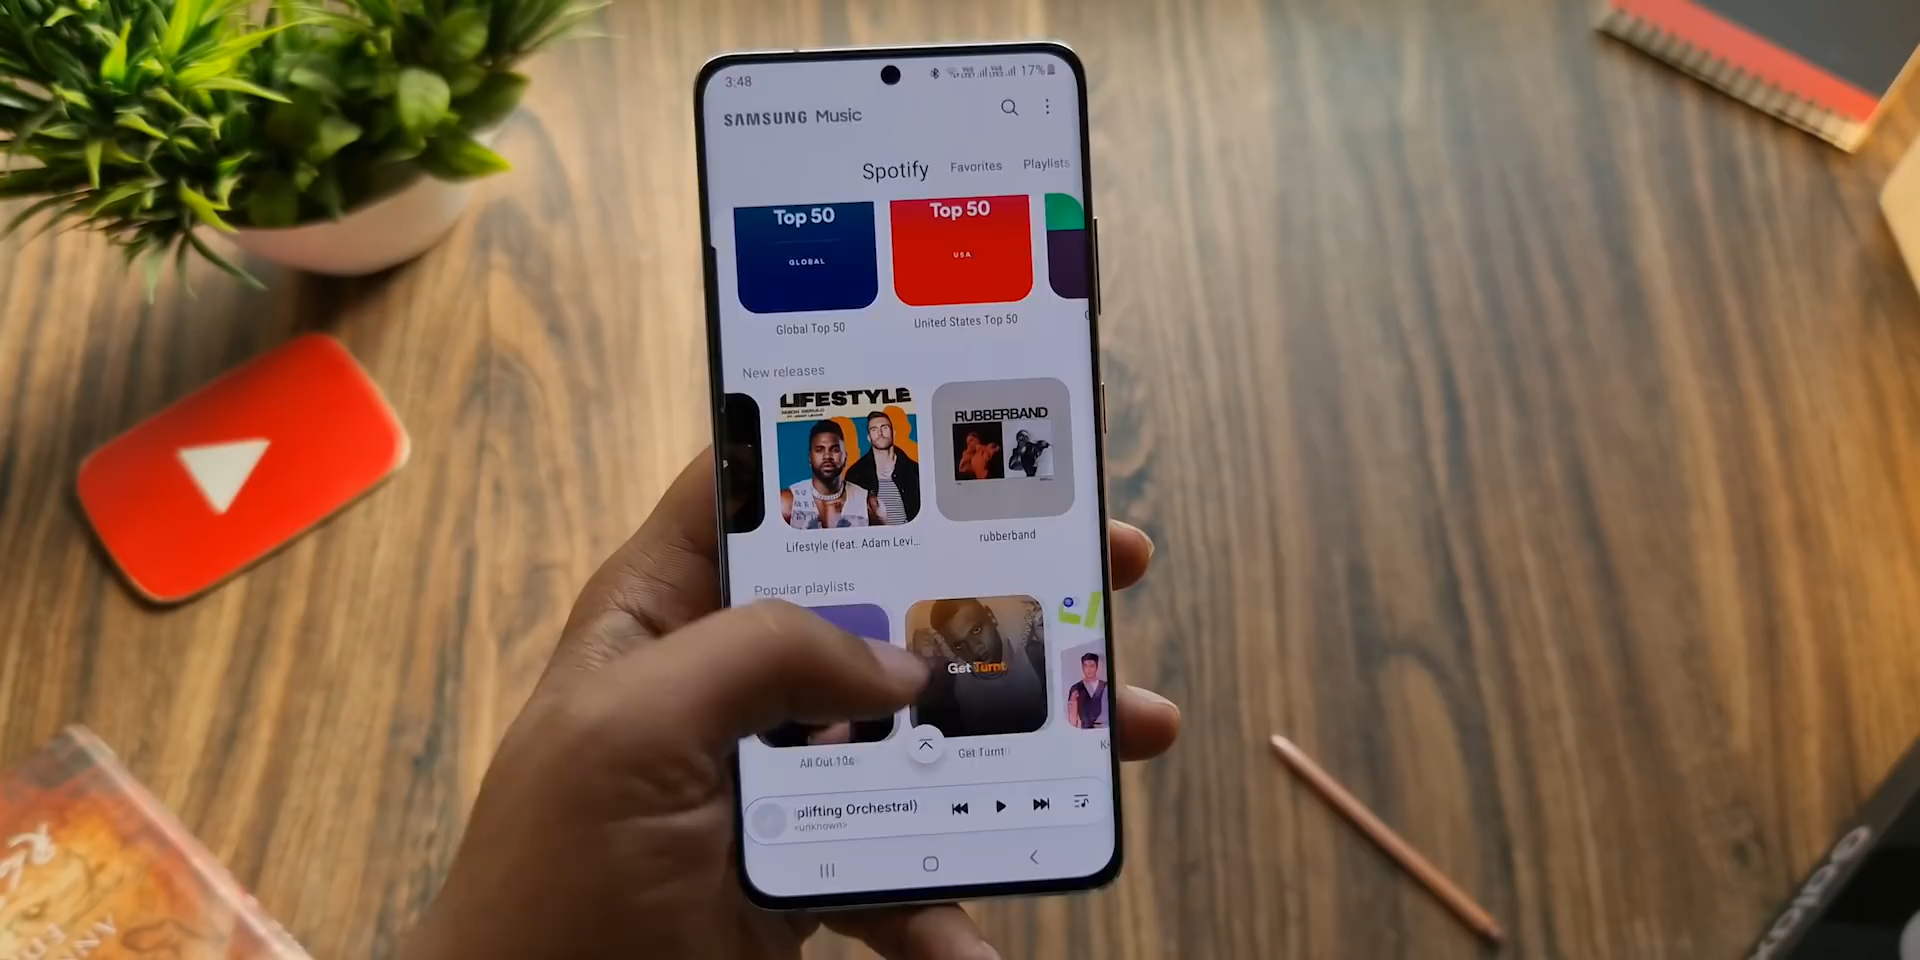 3:48
17%
SAMSUNG Music
Spotify Favorites Playlists
Top 50
GLOBAL
Top 50
USA
Global Top 50
United States Top 50
New releases
LIFESTYLE
RUBBERBAND
Lifestyle (feat. Adam Levi...
rubberband
Popular playlists
Get Turnt
All Out 10s
Get Turnt
plifting Orchestral)
<unknown>